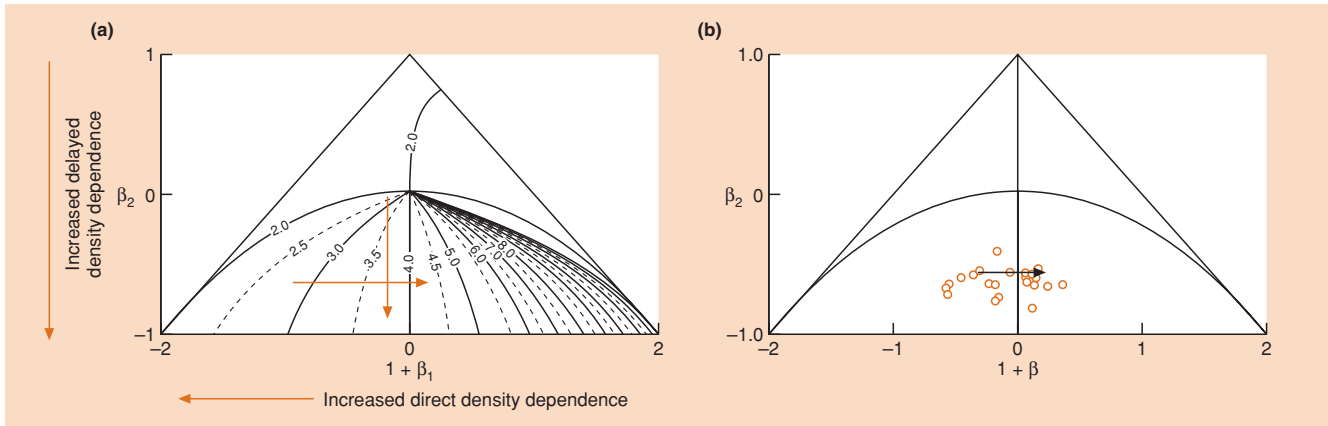 (a)
1
0
−1
β2
Increased delayed
density dependence
2.0
2.0
2.5
3.0
3.5
4.0
4.5
5.0
6.0
7.0
8.0
−2
0
2
1 + β1
Increased direct density dependence
(b)
1.0
0
−1.0
β2
−2
−1
0
1
2
1 + β